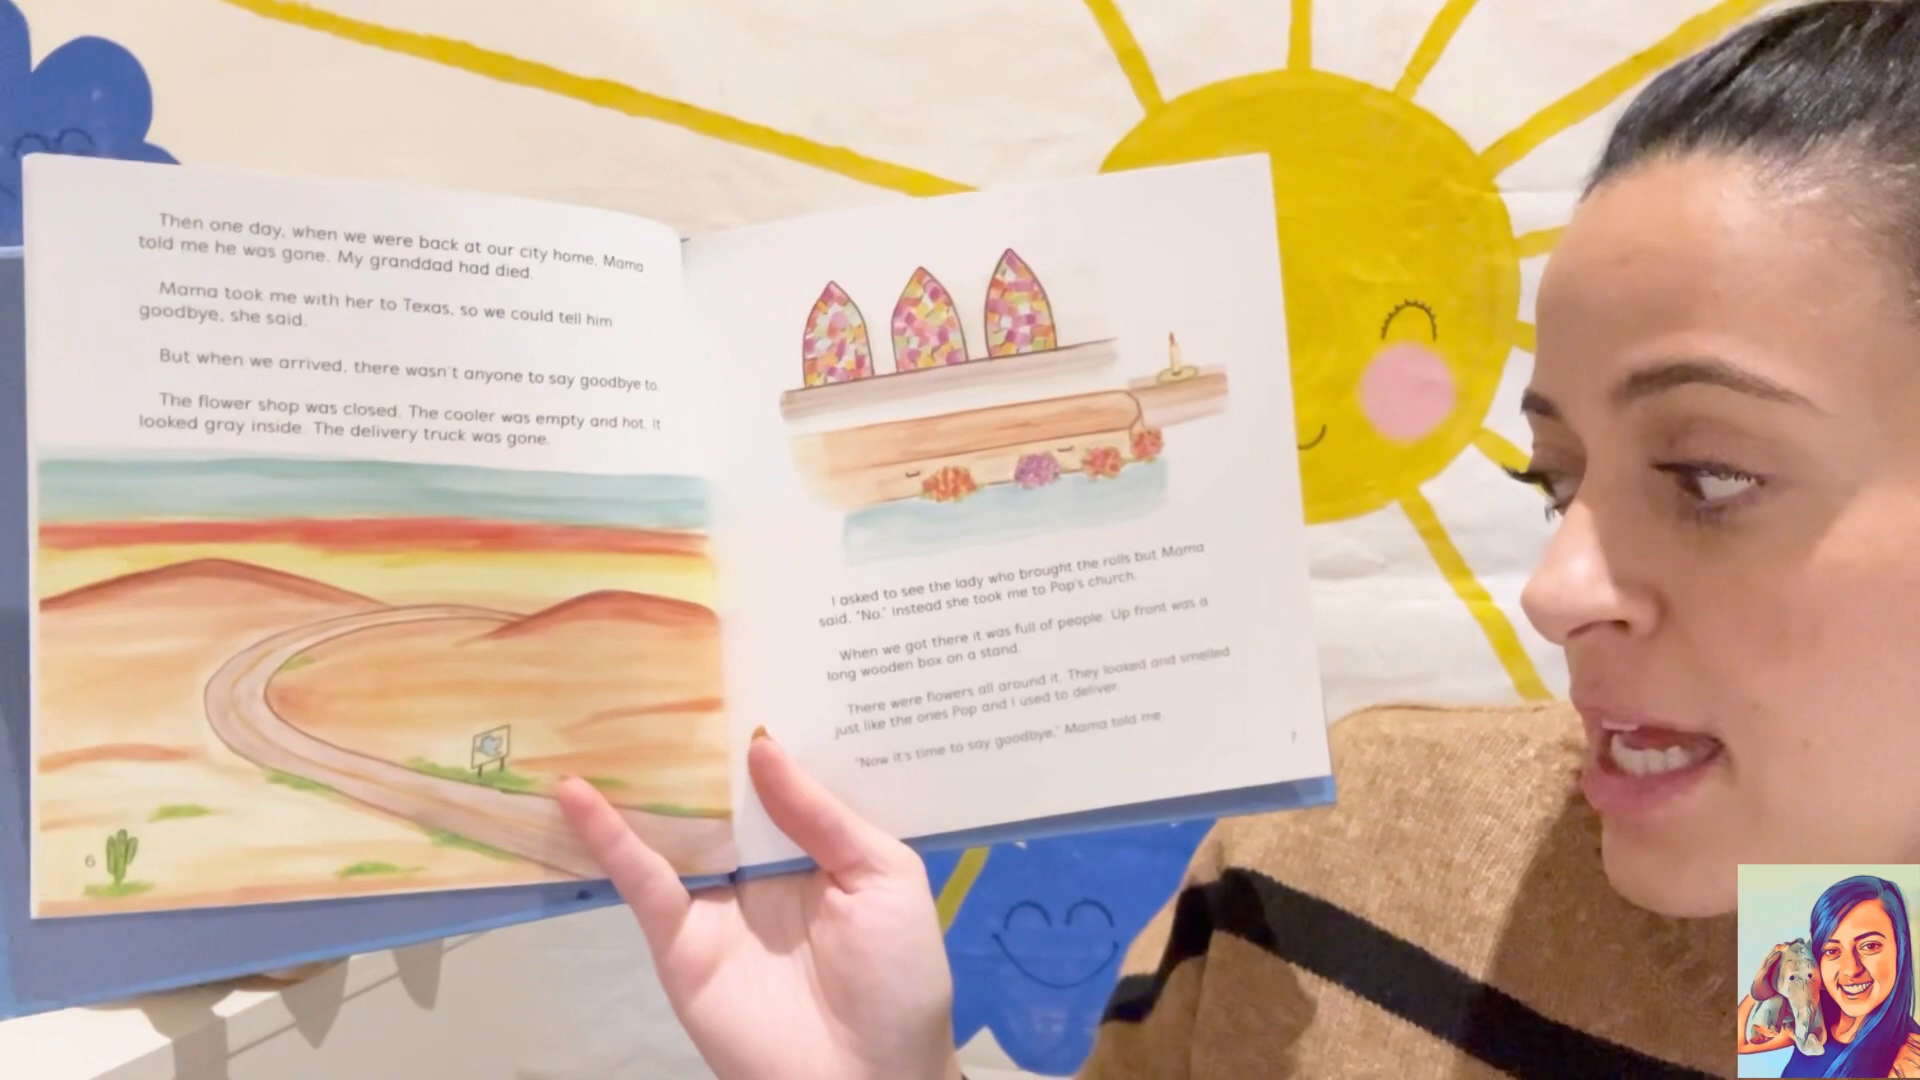 Then one day, when we were back at our city home, Mama
told me he was gone. My granddad had died.
Mama took me with her to Texas, so we could tell him
goodbye, she said.
But when we arrived, there wasn't anyone to say goodbye to.
The flower shop was closed. The cooler was empty and hot. It
looked gray inside. The delivery truck was gone.
6
I asked to see the lady who brought the rolls but Mama
said, "No." Instead she took me to Pop's church.
When we got there it was full of people. Up front was a
long wooden box on a stand.
There were flowers all around it. They looked and smelled
just like the ones Pop and I used to deliver.
"Now it's time to say goodbye," Mama told me.
7